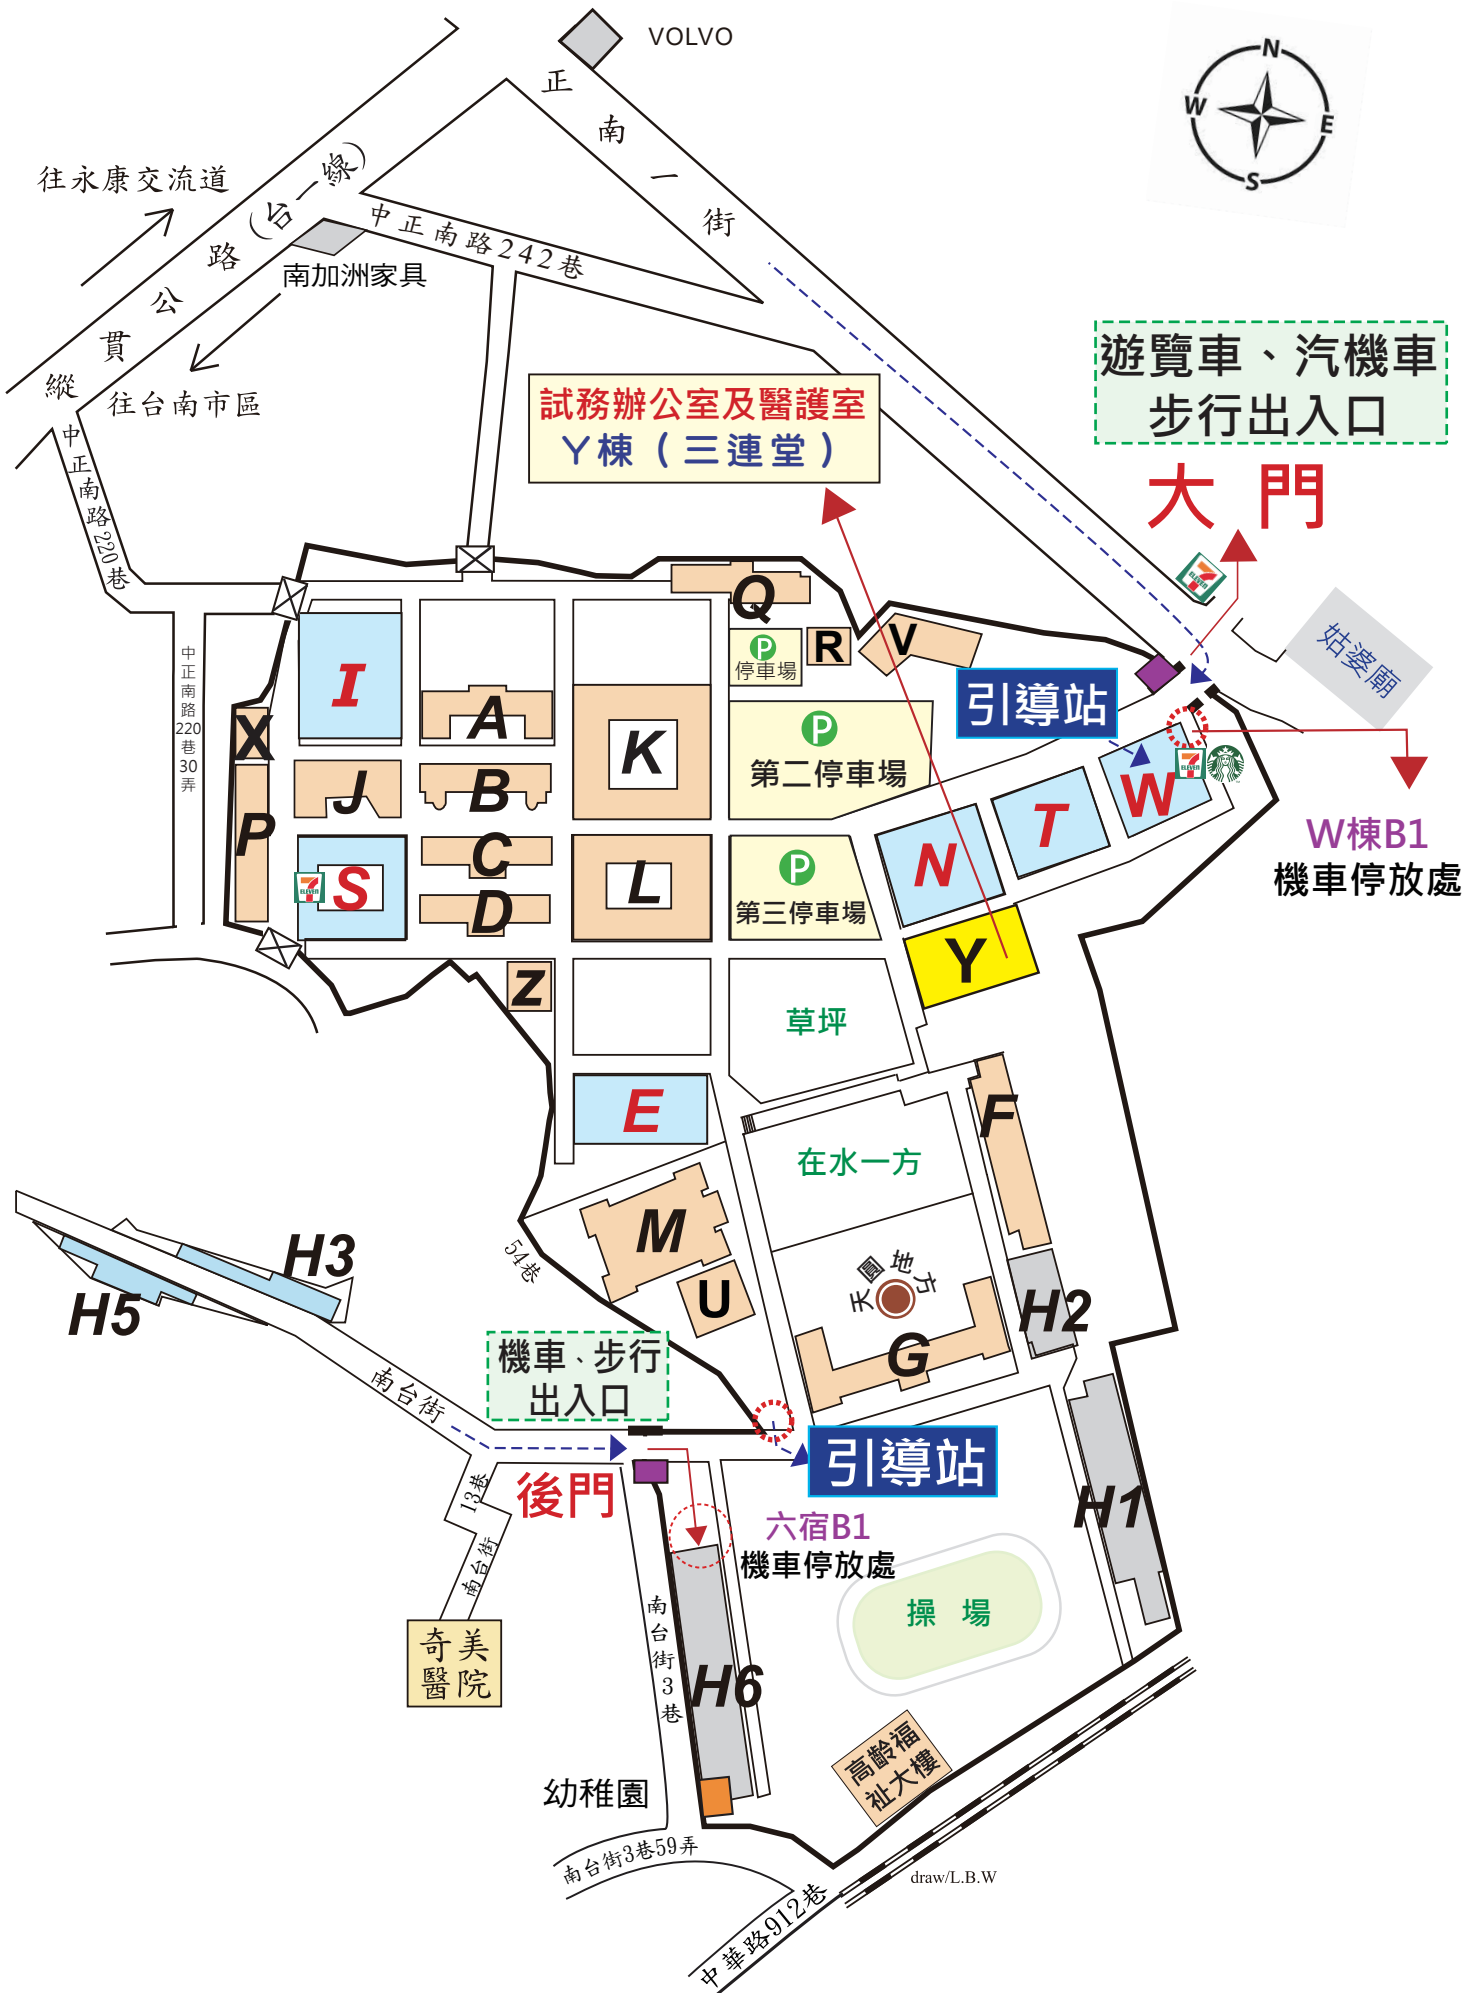 VOLVO
正南一街
N
W
E
S
往永康交流道
縱貫公路(台一線)
中正南路242巷
南加洲家具
往台南市區
中正南路220巷
遊覽車、汽機車
步行出入口
大門
試務辦公室及醫護室
Y棟(三連堂)
7
ELEVEN
姑婆廟
中正南路220巷30弄
Q
P
停車場
R
V
I
A
K
引導站
X
P
第二停車場
J
B
W
7
ELEVEN
T
N
W棟B1
機車停放處
P
C
L
P
第三停車場
S
7
ELEVEN
D
Y
Z
草坪
E
F
在水一方
M
54巷
U
天圓地方
G
H2
H3
H5
機車、步行
出入口
南台街
引導站
後門
13巷
南台街
六宿B1
機車停放處
H1
操場
奇美
醫院
南台街3巷
H6
高齡福
祉大樓
幼稚園
南台街3巷59弄
draw/L.B.W
中華路912巷